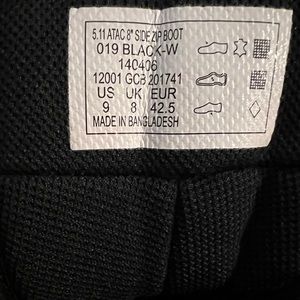 5.11 ATAC 8" SIDE ZIP BOOT
019 BLACK-W
140406
12001 GCB 201741
US UK EUR
9 8 42.5
MADE IN BANGLADESH